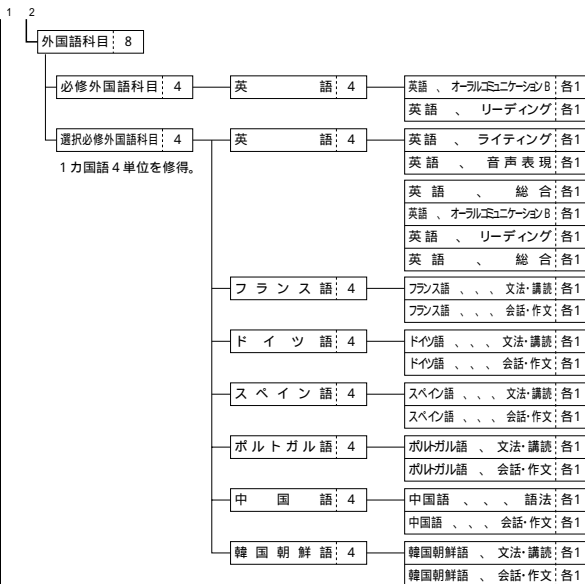 1 2
外国語科目 8
必修外国語科目 4 英語 4 英語 、 オーラルコミュニケーションB 各1
英語 、 リーディング 各1
選択必修外国語科目 4 英語 4 英語 、 ライティング 各1
1カ国語4単位を修得。 英語 、 音声表現 各1
英語 、 総合 各1
英語 、 オーラルコミュニケーションB 各1
英語 、 リーディング 各1
英語 、 総合 各1
フランス語 4 フランス語 、 、 、 文法・講読 各1
フランス語 、 、 、 会話・作文 各1
ドイツ語 4 ドイツ語 、 、 、 文法・講読 各1
ドイツ語 、 、 、 会話・作文 各1
スペイン語 4 スペイン語 、 、 、 文法・講読 各1
スペイン語 、 、 、 会話・作文 各1
ポルトガル語 4 ポルトガル語 、 文法・講読 各1
ポルトガル語 、 会話・作文 各1
中国語 4 中国語 、 、 、 語法 各1
中国語 、 、 、 会話・作文 各1
韓国朝鮮語 4 韓国朝鮮語 、 文法・講読 各1
韓国朝鮮語 、 会話・作文 各1